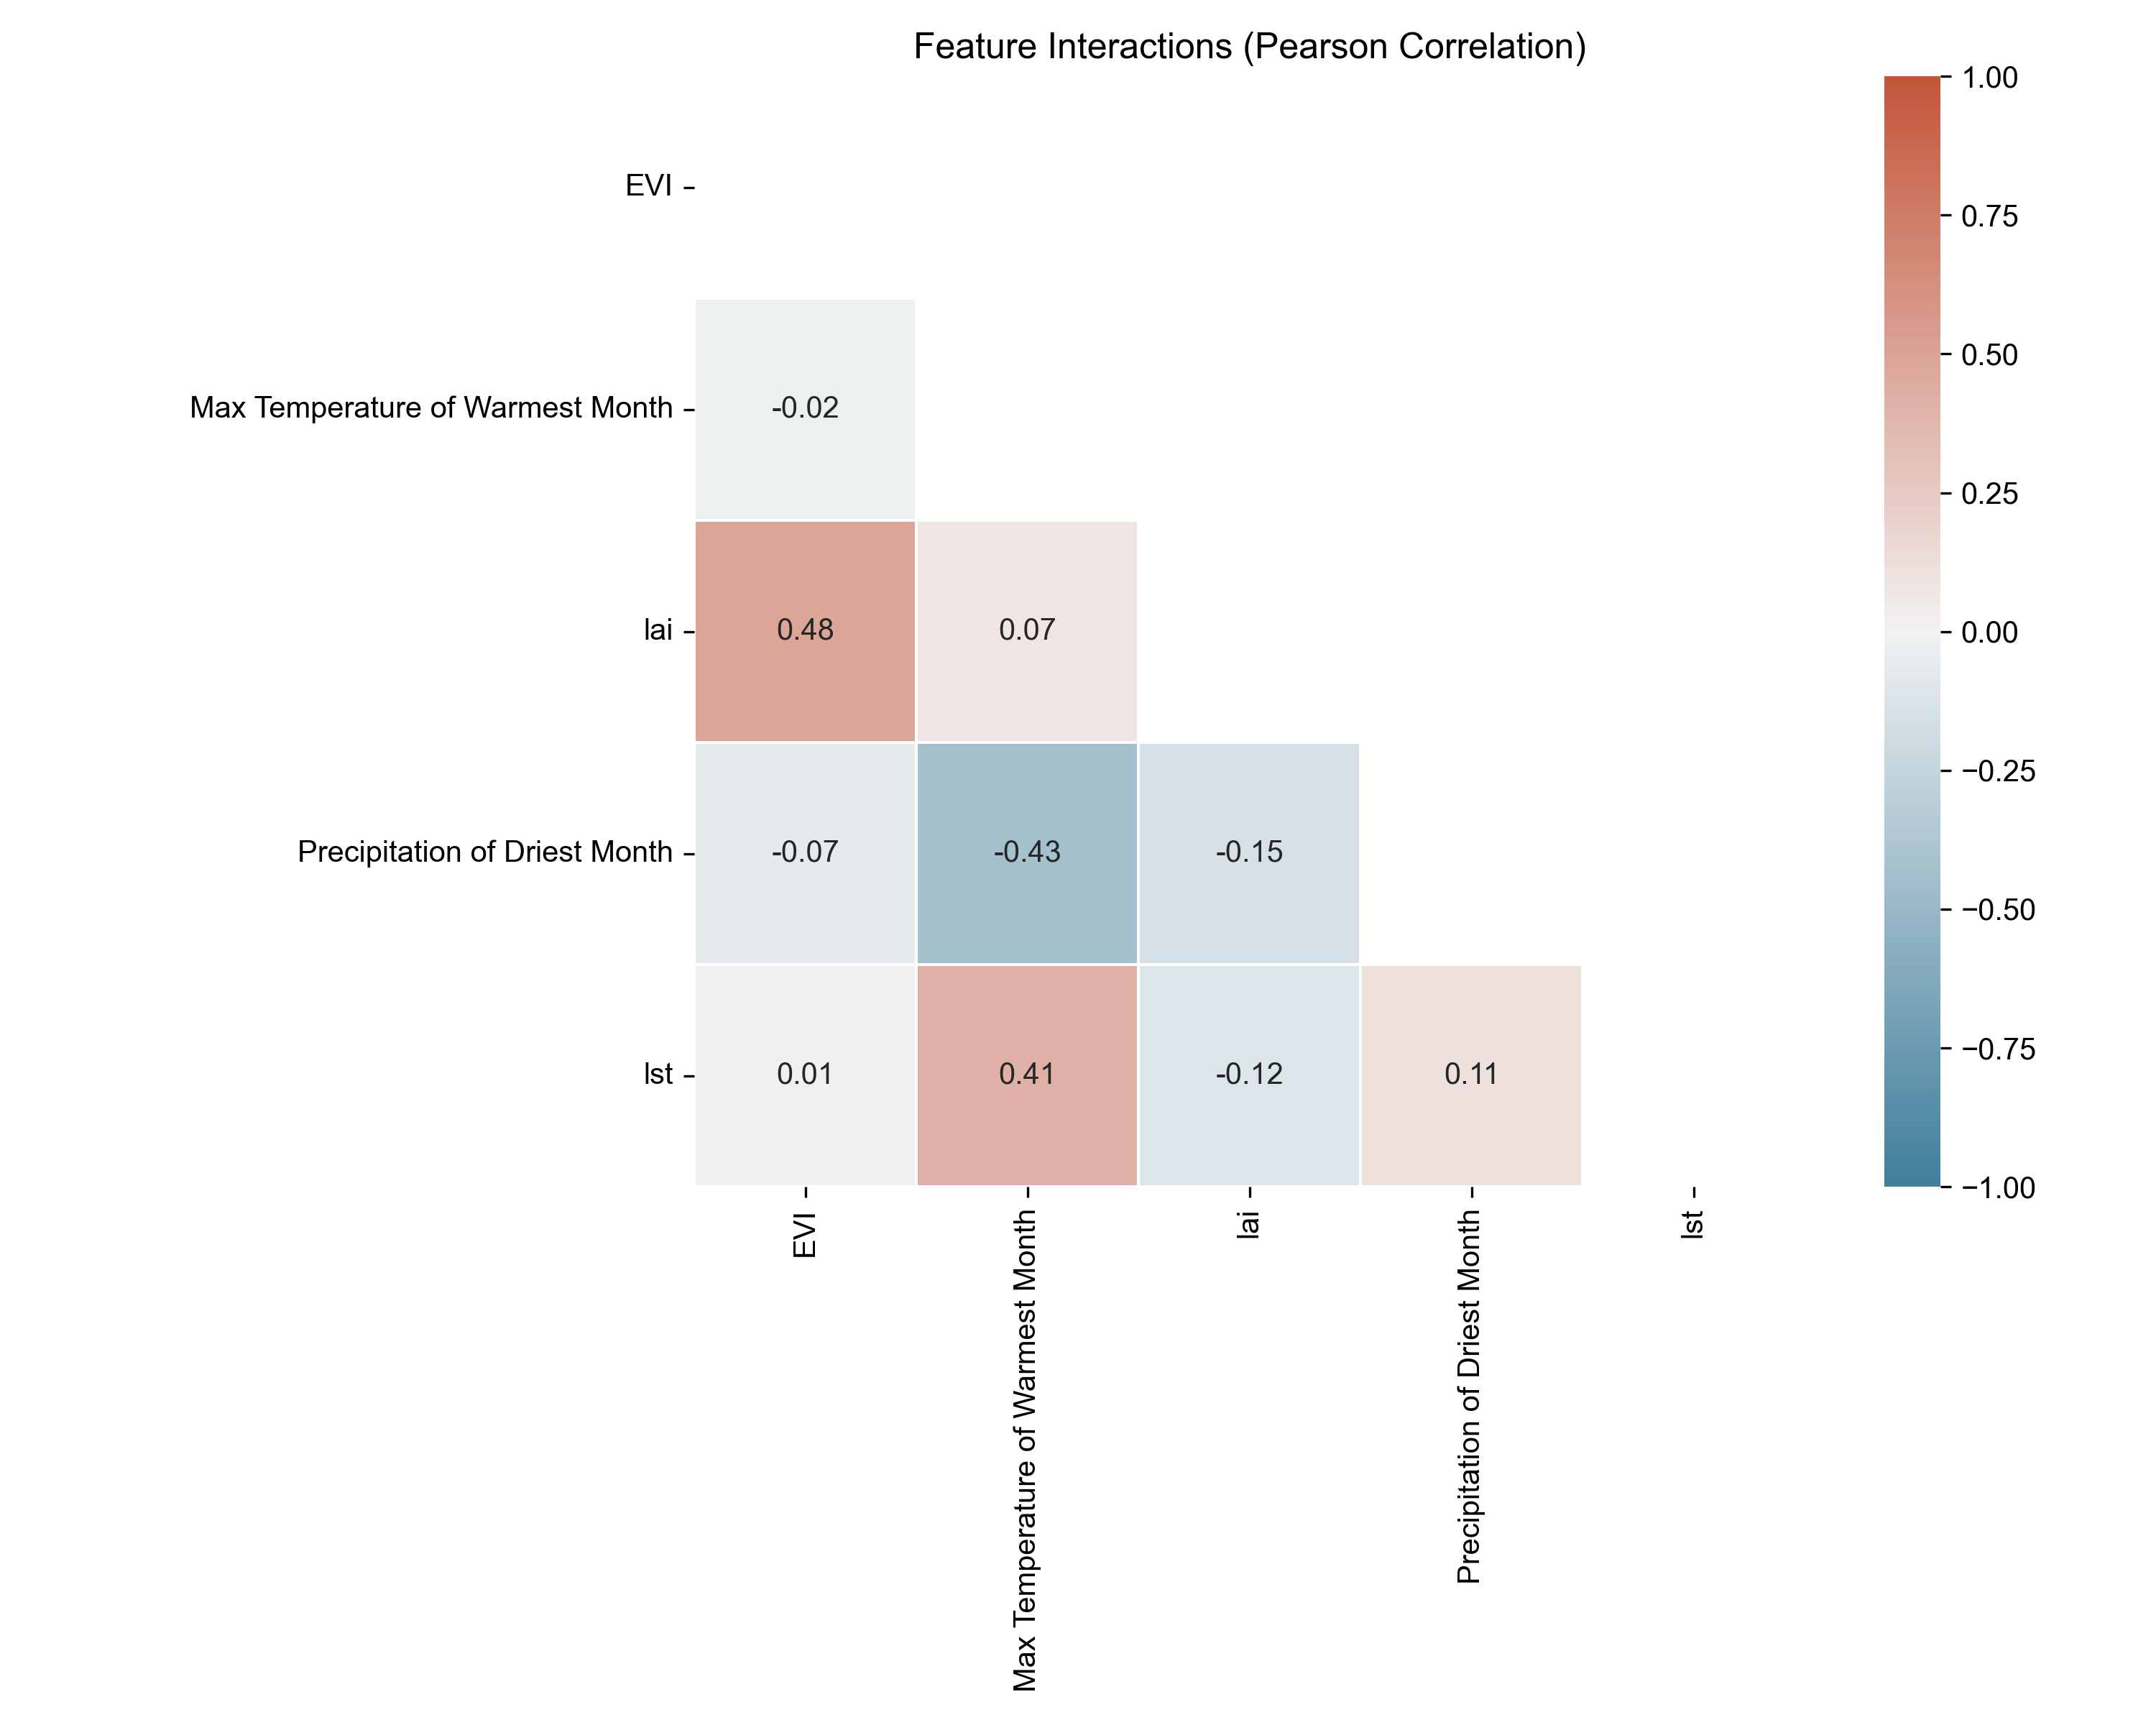 Feature Interactions (Pearson Correlation)
EVI
Max Temperature of Warmest Month
-0.02
lai
0.48
0.07
Precipitation of Driest Month
-0.07
-0.43
-0.15
lst
0.01
0.41
-0.12
0.11
EVI
Max Temperature of Warmest Month
lai
Precipitation of Driest Month
lst
1.00
0.75
0.50
0.25
0.00
−0.25
−0.50
−0.75
−1.00